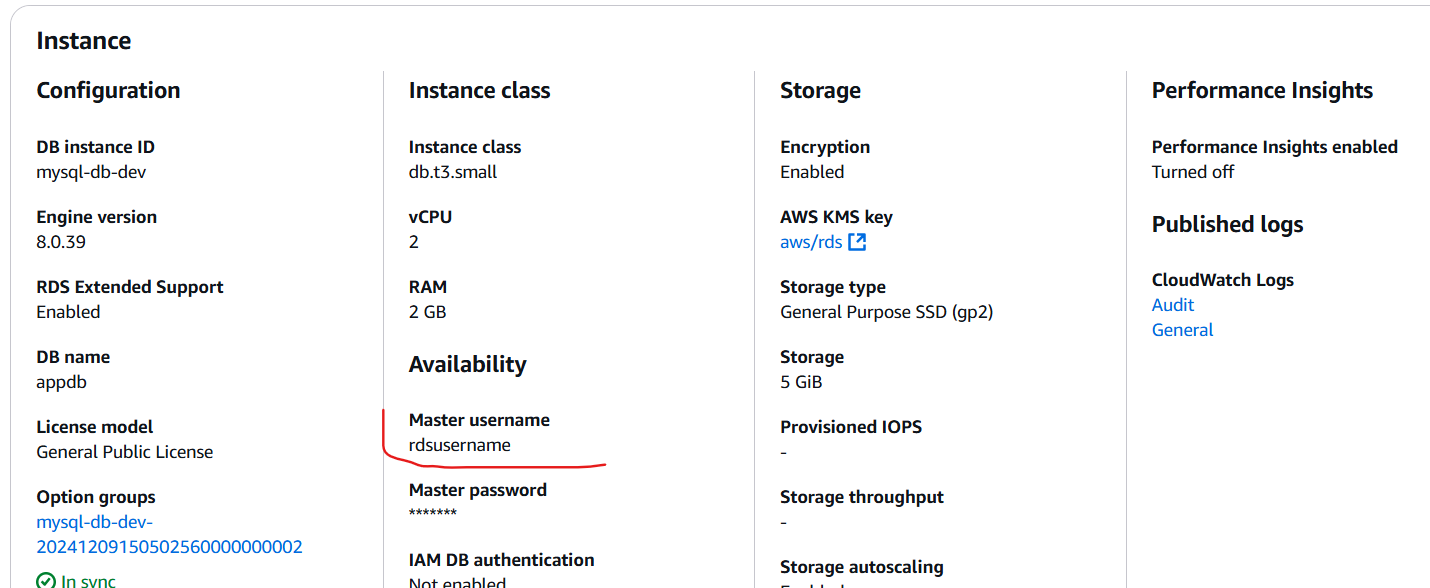 Instance
Configuration
DB instance ID
mysql-db-dev
Engine version
8.0.39
RDS Extended Support
Enabled
DB name
appdb
License model
General Public License
Option groups
mysql-db-dev-
20241209150502560000000002
In sync
Instance class
Instance class
db.t3.small
vCPU
2
RAM
2 GB
Availability
Master username
rdsusername
Master password
*******
IAM DB authentication
Not enabled
Storage
Encryption
Enabled
AWS KMS key
aws/rds
Storage type
General Purpose SSD (gp2)
Storage
5 GiB
Provisioned IOPS
-
Storage throughput
-
Storage autoscaling
Enabled
Performance Insights
Performance Insights enabled
Turned off
Published logs
CloudWatch Logs
Audit
General